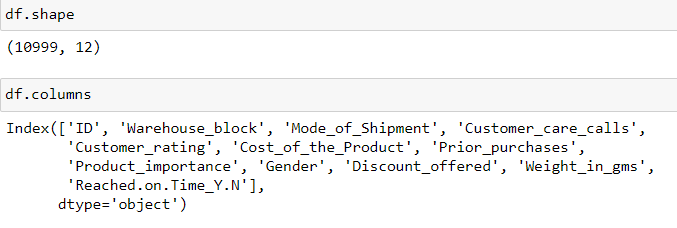 df.shape
(10999, 12)
df.columns
Index(['ID', 'Warehouse_block', 'Mode_of_Shipment', 'Customer_care_calls',
       'Customer_rating', 'Cost_of_the_Product', 'Prior_purchases',
       'Product_importance', 'Gender', 'Discount_offered', 'Weight_in_gms',
       'Reached.on.Time_Y.N'],
      dtype='object')